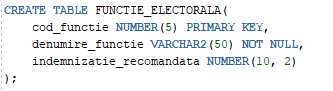 CREATE TABLE FUNCTIE_ELECTORALA(
    cod_functie NUMBER(5) PRIMARY KEY,
    denumire_functie VARCHAR2(50) NOT NULL,
    indemnizatie_recomandata NUMBER(10, 2)
);